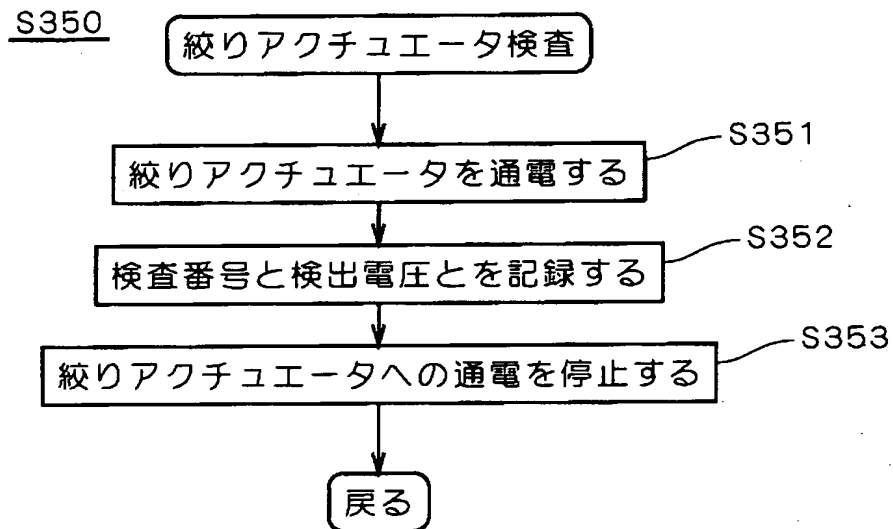 S350
絞りアクチュエータ検査
S351
絞りアクチュエータを通電する
S352
検査番号と検出電圧とを記録する
S353
絞りアクチュエータへの通電を停止する
戻る